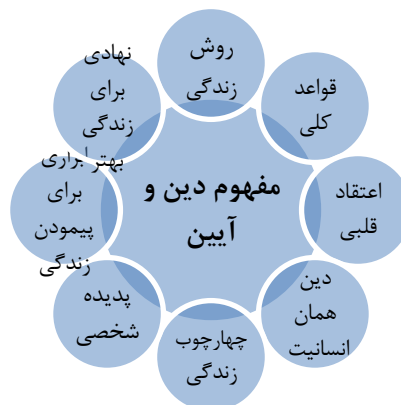 مفهوم دین و
آیین
روش
زندگی
قواعد
کلی
اعتقاد
قلبی
دین
همان
انسانیت
چهارچوب
زندگی
پدیده
شخصی
ابزاری
برای
پیمودن
زندگی
نهادی
برای
زندگی
بهتر